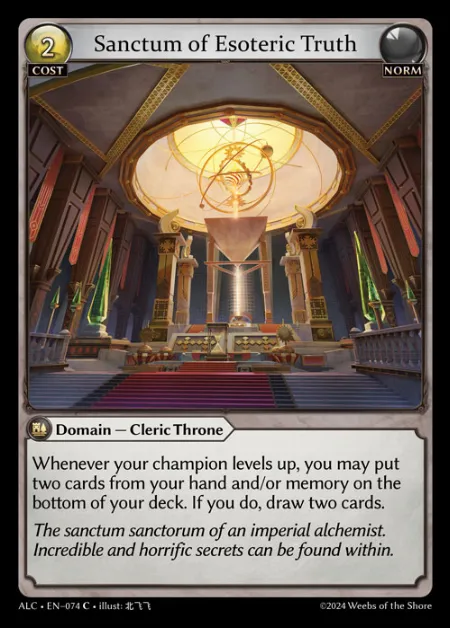 2
Sanctum of Esoteric Truth
COST
NORM
Domain — Cleric Throne
Whenever your champion levels up, you may put
two cards from your hand and/or memory on the
bottom of your deck. If you do, draw two cards.
The sanctum sanctorum of an imperial alchemist.
Incredible and horrific secrets can be found within.
ALC • EN-074 C • illust: 北飞飞
©2024 Weebs of the Shore